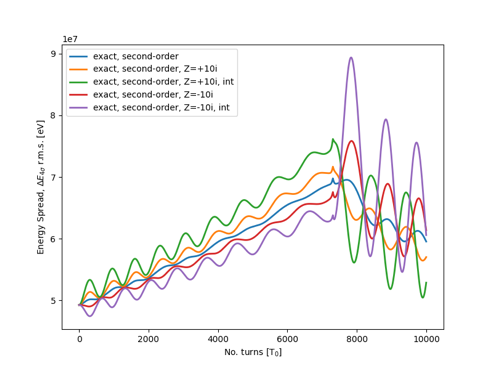 1e7
9
8
7
6
5
Energy Spread ΔE₄σ r.m.s. [eV]
exact, second-order
exact, second-order, Z=+10i
exact, second-order, Z=+10i, int
exact, second-order, Z=-10i
exact, second-order, Z=-10i, int
0 2000 4000 6000 8000 10000
No. turns [T₀]